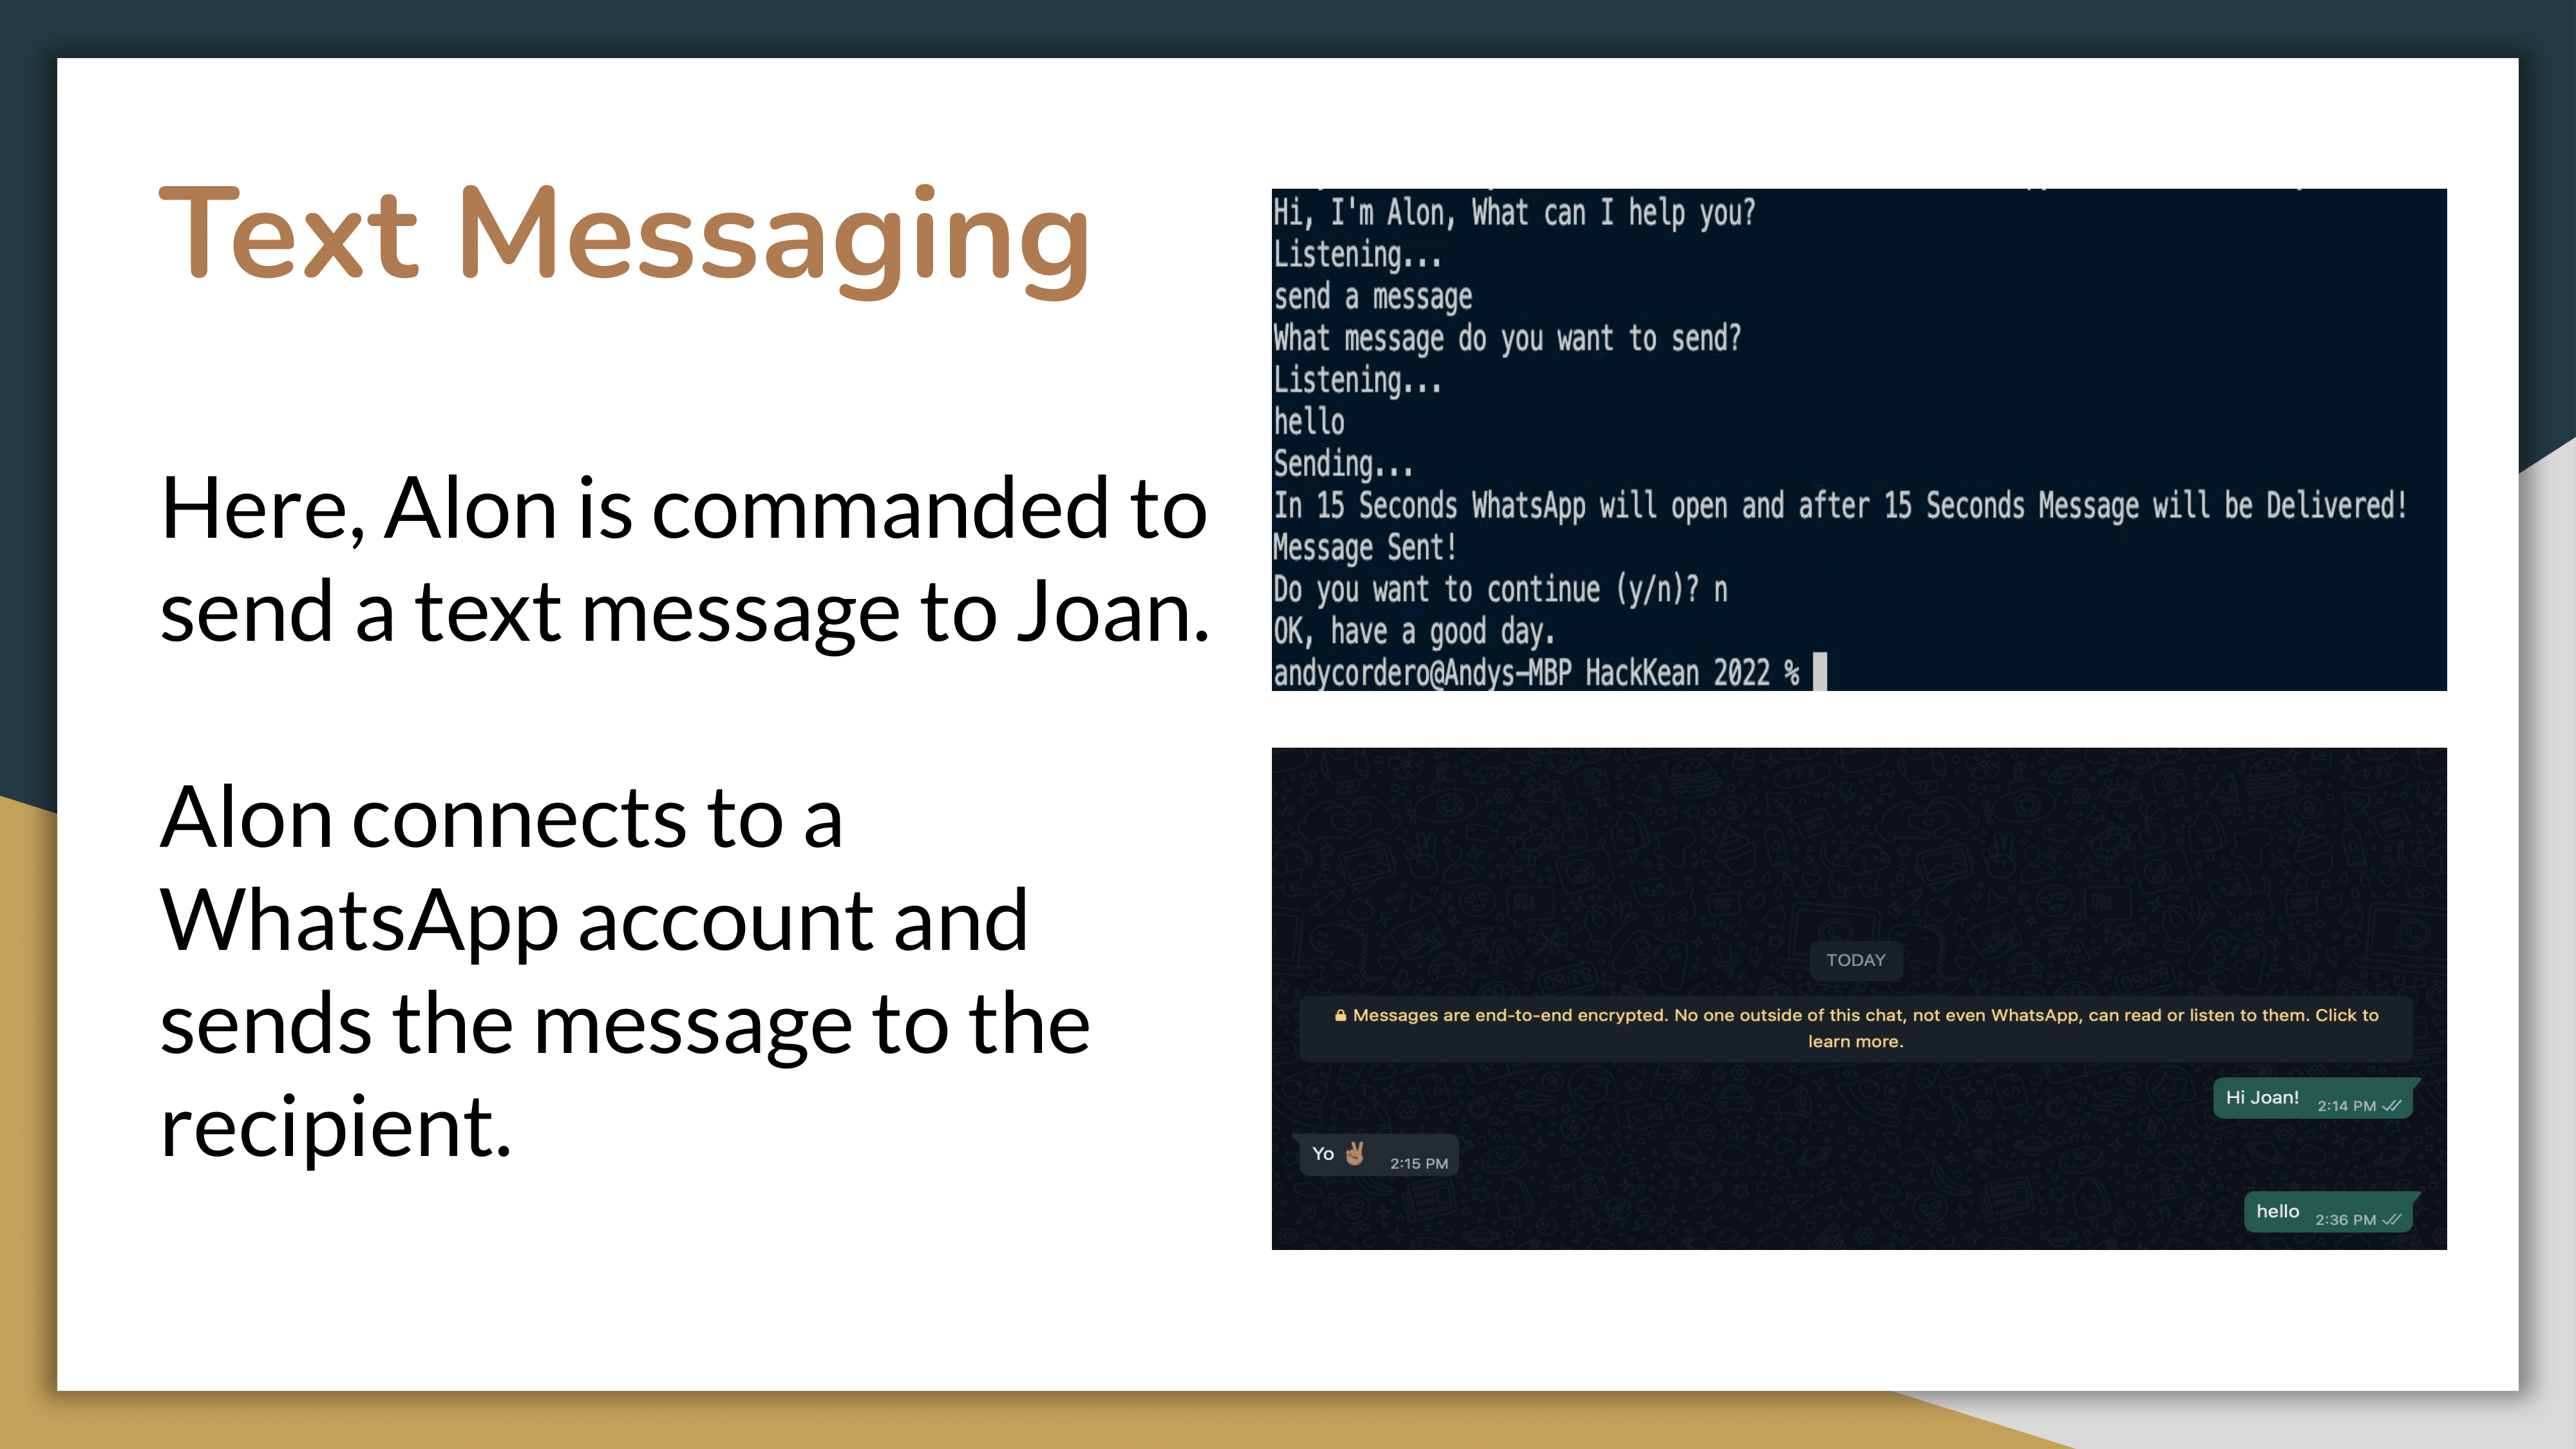 Text Messaging
Here, Alon is commanded to
send a text message to Joan.
Alon connects to a
WhatsApp account and
sends the message to the
recipient.
Hi, I'm Alon, What can I help you?
Listening...
send a message
What message do you want to send?
Listening...
hello
Sending...
In 15 Seconds WhatsApp will open and after 15 Seconds Message will be Delivered!
Message Sent!
Do you want to continue (y/n)? n
OK, have a good day.
andycordero@Andys-MBP HackKean 2022 %
TODAY
Messages are end-to-end encrypted. No one outside of this chat, not even WhatsApp, can read or listen to them. Click to
learn more.
Hi Joan! 2:14 PM
Yo ✌🏽 2:15 PM
hello 2:36 PM